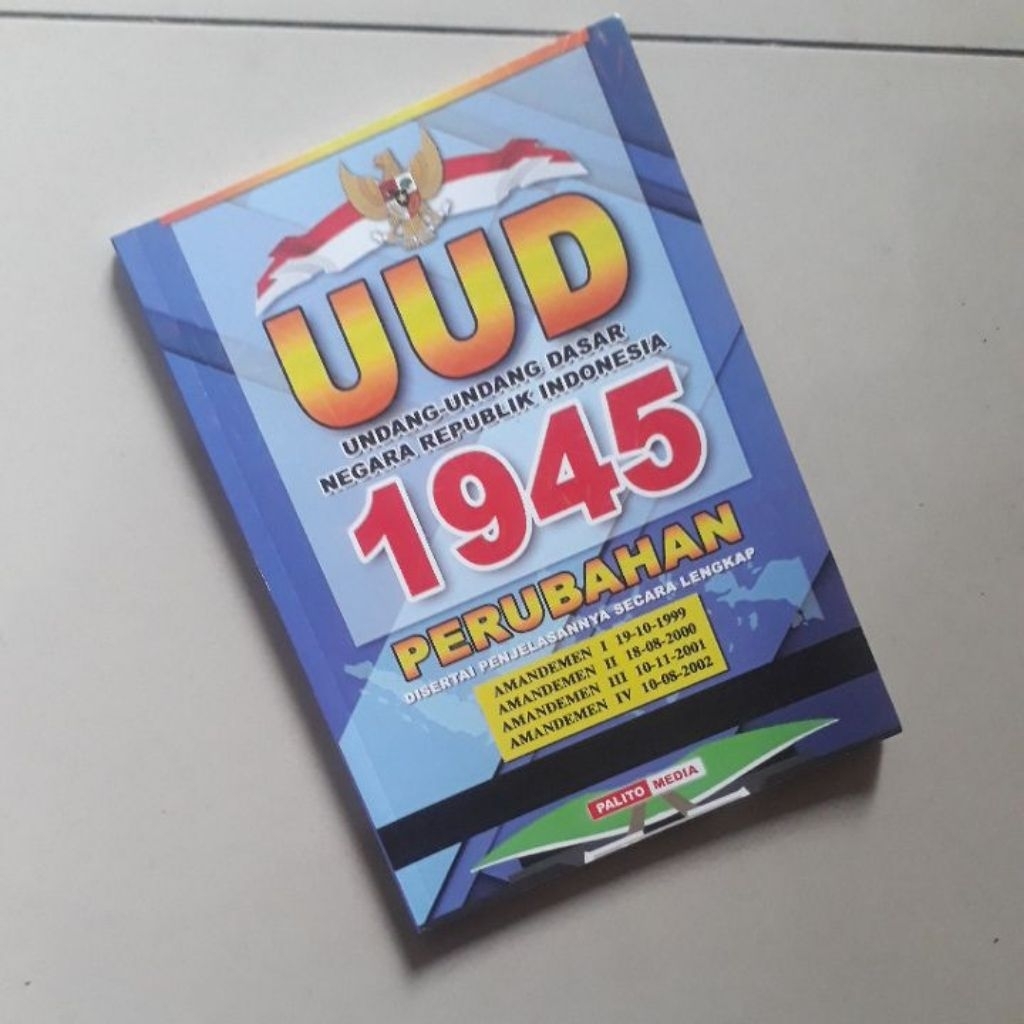 UUD
UNDANG-UNDANG DASAR
NEGARA REPUBLIK INDONESIA
1945
PERUBAHAN
DISERTAI PENJELASANNYA SECARA LENGKAP
AMANDEMEN I 19-10-1999
AMANDEMEN II 18-08-2000
AMANDEMEN III 10-11-2001
AMANDEMEN IV 10-08-2002
PALITO MEDIA